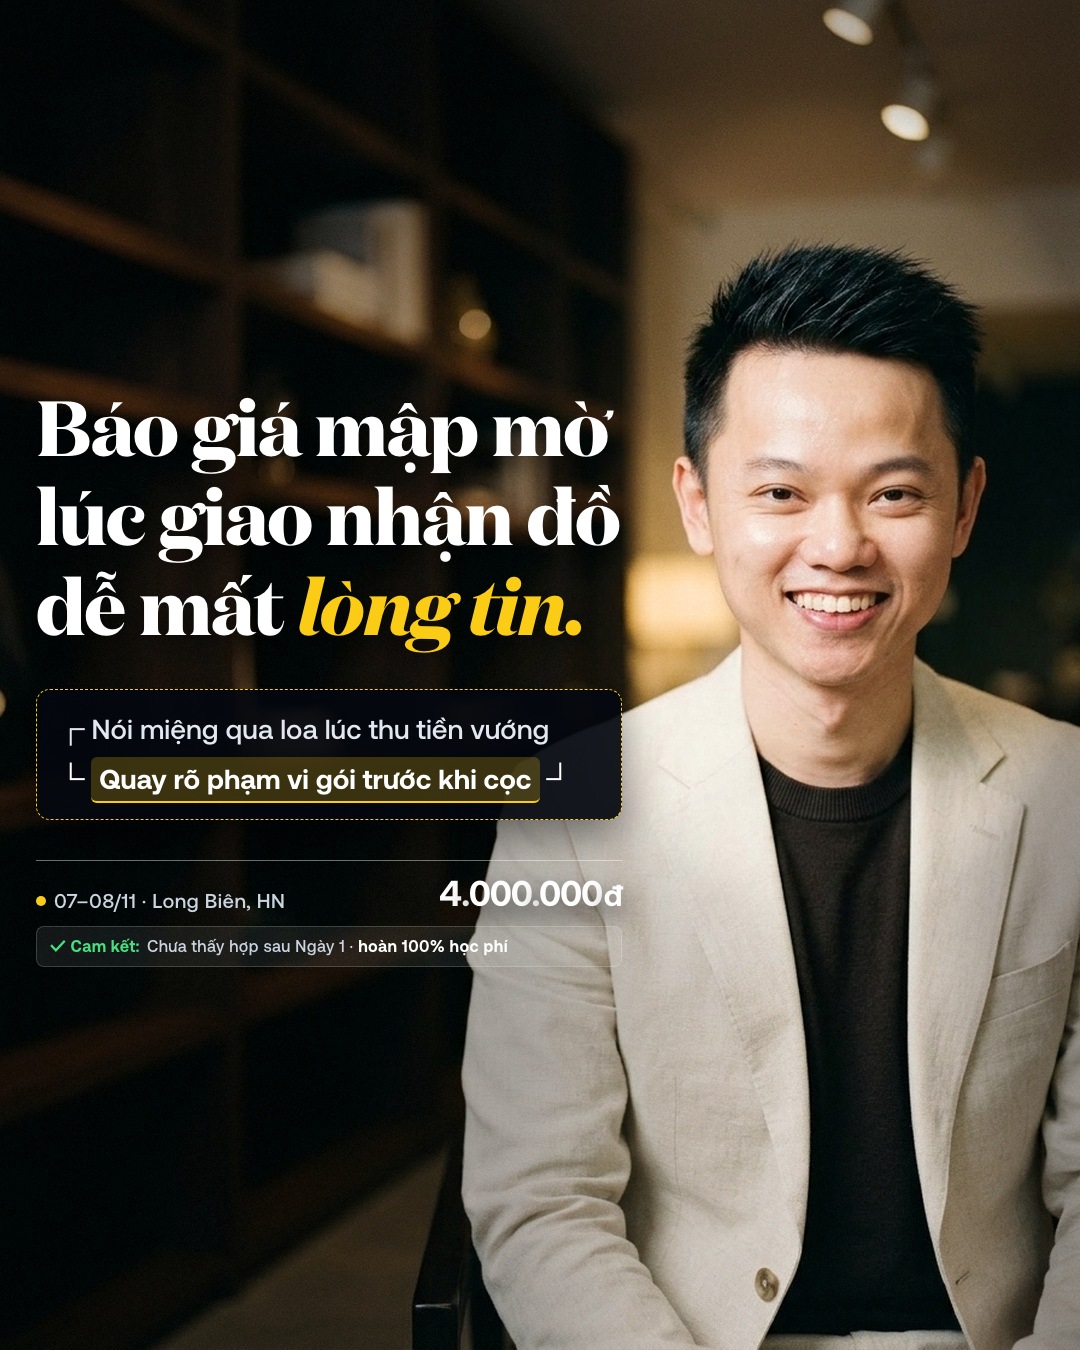 Báo giá mập mờ
lúc giao nhận đồ
dễ mất lòng tin.
Nói miệng qua loa lúc thu tiền vướng
Quay rõ phạm vi gói trước khi cọc
07–08/11 · Long Biên, HN
4.000.000đ
Cam kết: Chưa thấy hợp sau Ngày 1 · hoàn 100% học phí